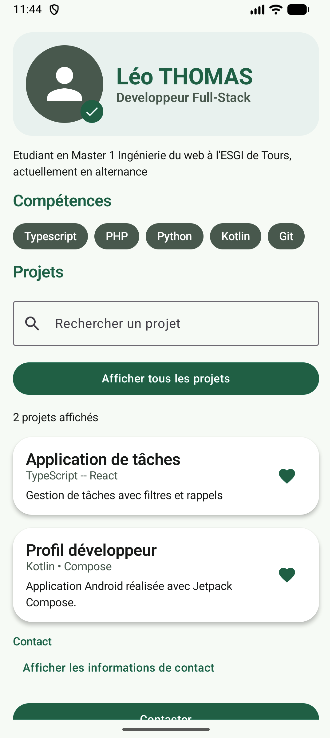 11:44
Léo THOMAS
Developpeur Full-Stack
Etudiant en Master 1 Ingénierie du web à l'ESGI de Tours,
actuellement en alternance
Compétences
Typescript PHP Python Kotlin Git
Projets
Rechercher un projet
Afficher tous les projets
2 projets affichés
Application de tâches
TypeScript – React
Gestion de tâches avec filtres et rappels
Profil développeur
Kotlin • Compose
Application Android réalisée avec Jetpack
Compose.
Contact
Afficher les informations de contact
Contacter